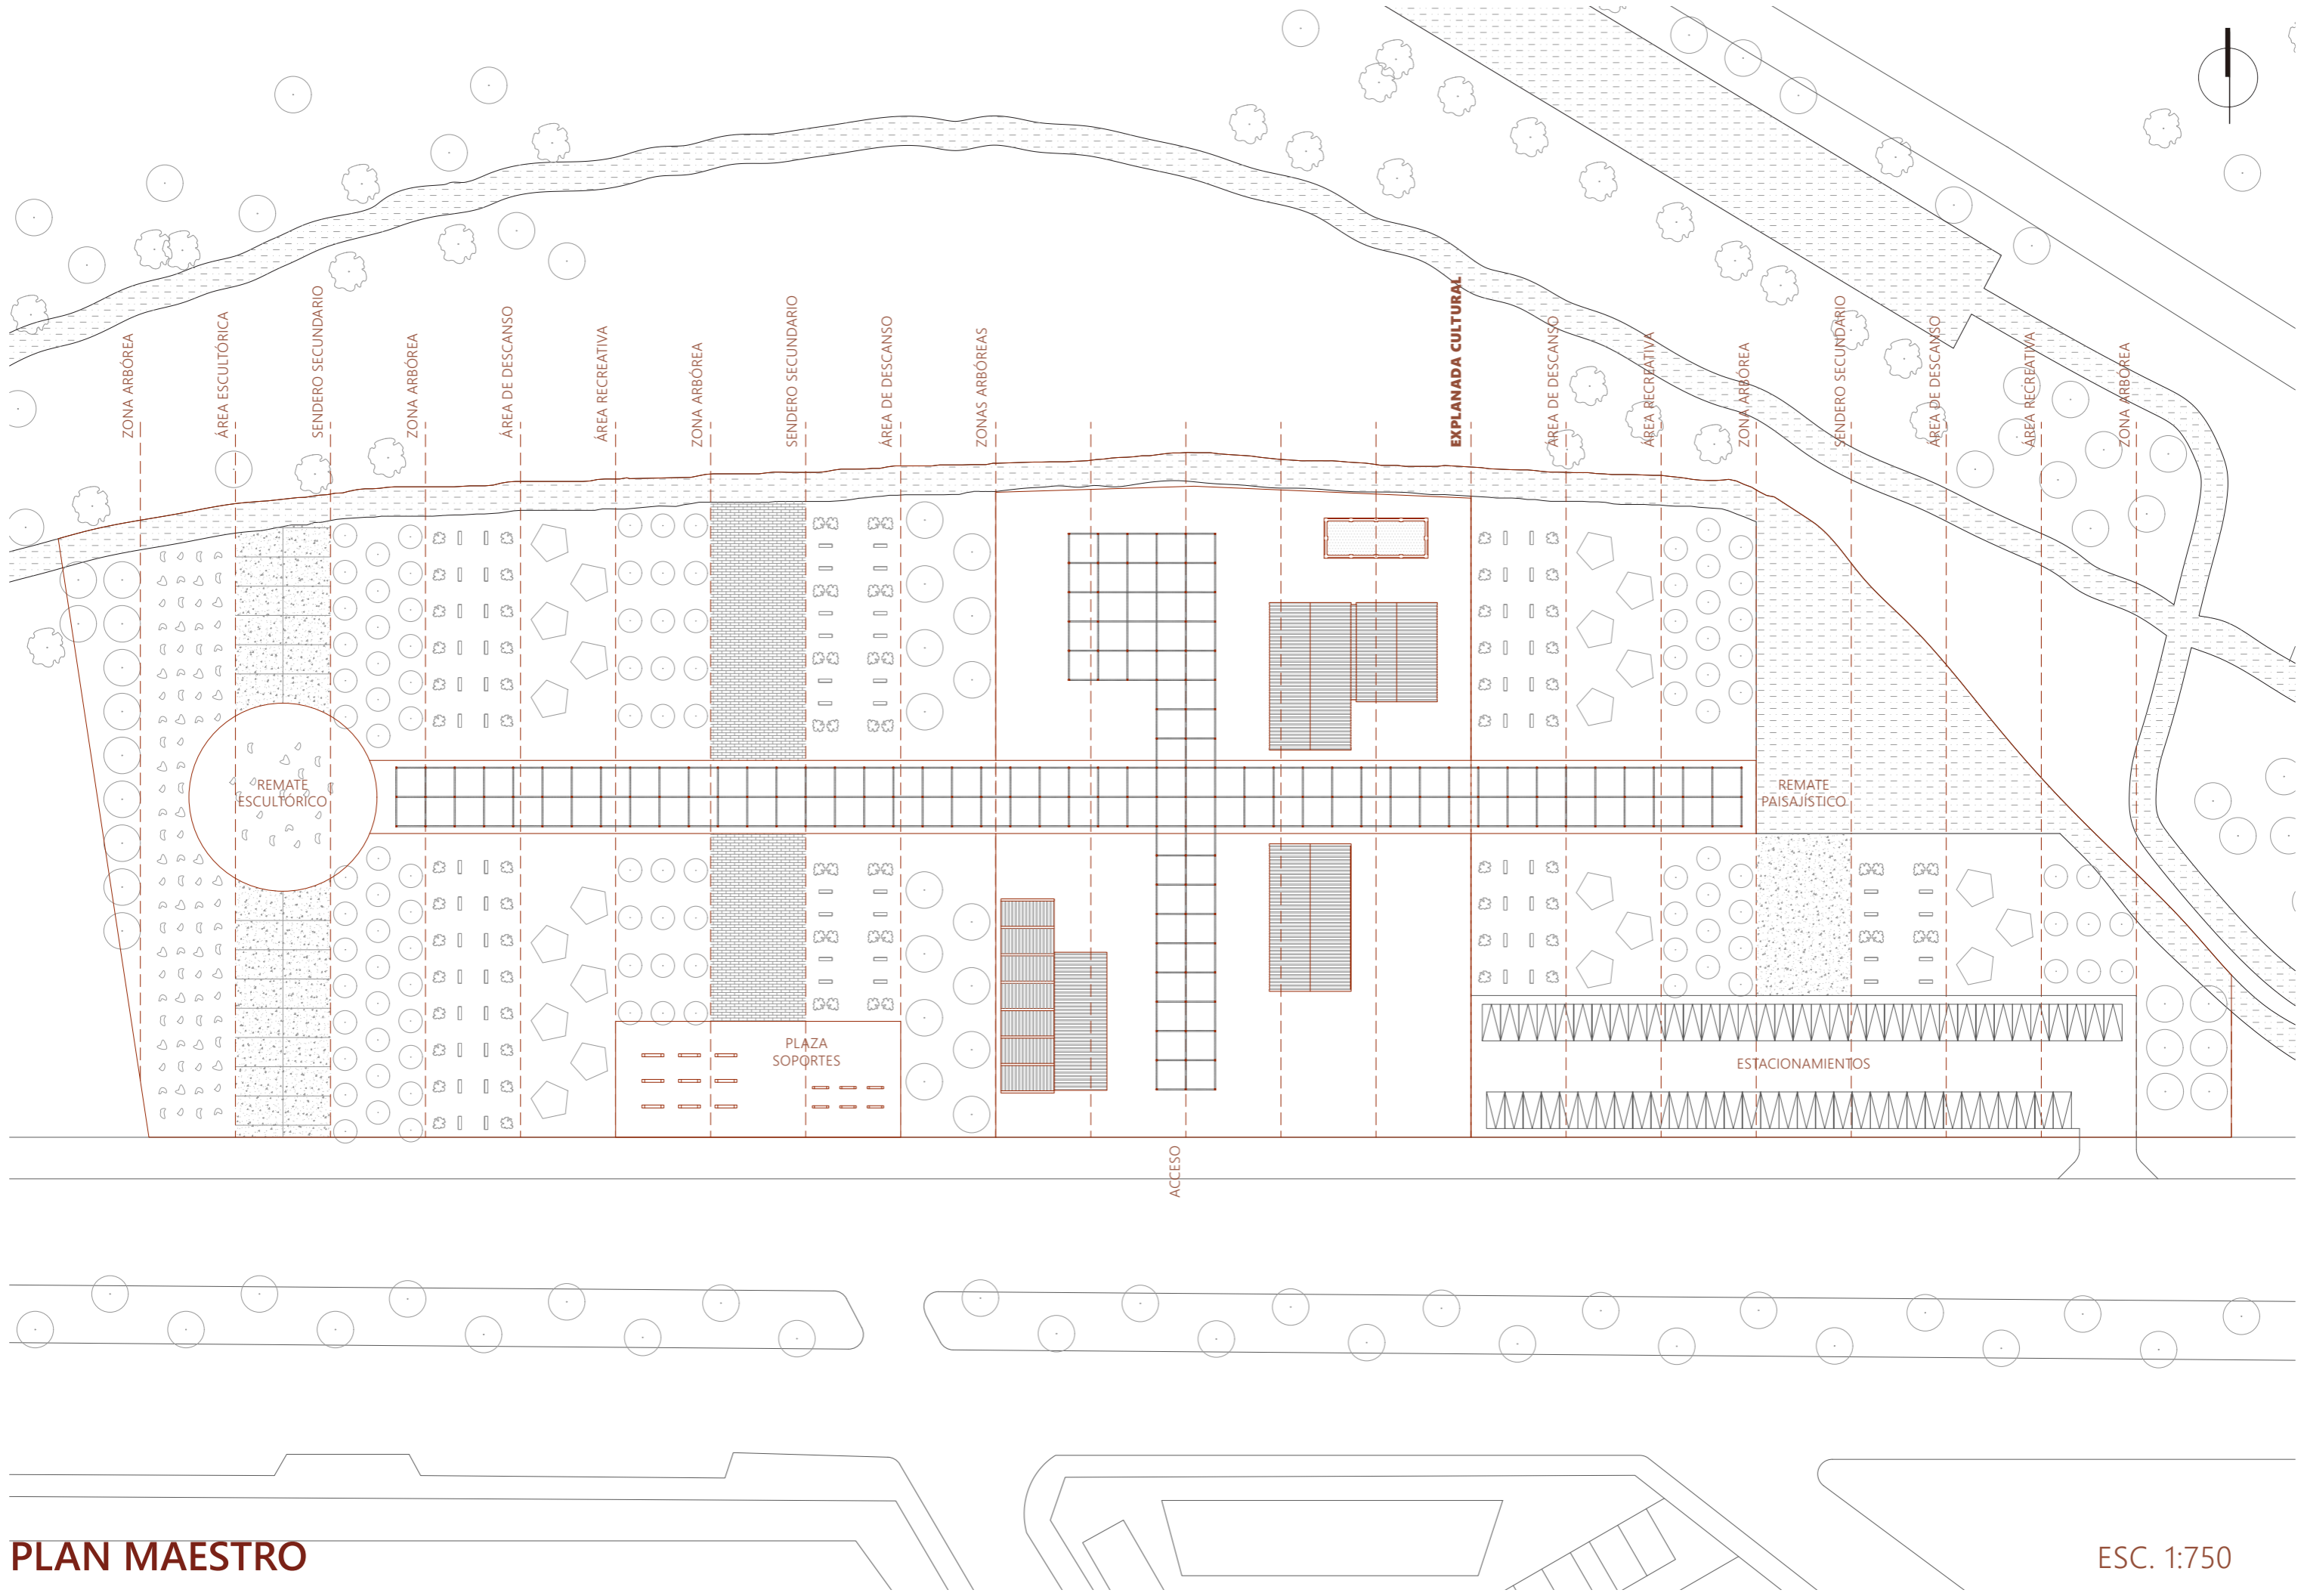 ZONA ARBÓREA
ÁREA ESCULTÓRICA
SENDERO SECUNDARIO
ZONA ARBÓREA
ÁREA DE DESCANSO
ÁREA RECREATIVA
ZONA ARBÓREA
SENDERO SECUNDARIO
ÁREA DE DESCANSO
ZONAS ARBÓREAS
EXPLANADA CULTURAL
ÁREA DE DESCANSO
ÁREA RECREATIVA
ZONA ARBÓREA
SENDERO SECUNDARIO
ÁREA DE DESCANSO
ÁREA RECREATIVA
ZONA ARBÓREA
REMATE
ESCULTÓRICO
REMATE
PAISAJÍSTICO
PLAZA
SOPORTES
ESTACIONAMIENTOS
ACCESO
PLAN MAESTRO
ESC. 1:750